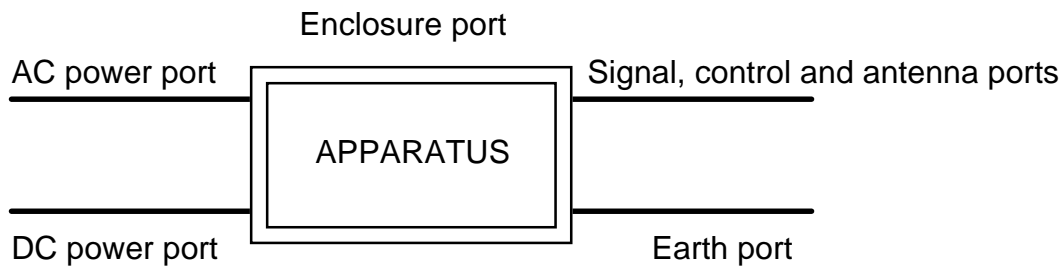 Enclosure port
AC power port
Signal, control and antenna ports
APPARATUS
DC power port
Earth port